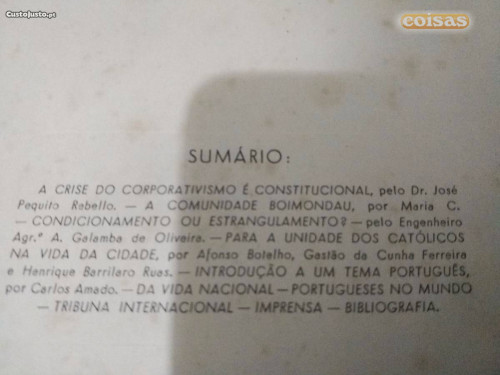 CustoJusto.pt
coisas
SUMÁRIO:
A CRISE DO CORPORATIVISMO É CONSTITUCIONAL, pelo Dr. José
Pequito Rebello. — A COMUNIDADE BOIMONDAU, por Maria C.
— CONDICIONAMENTO OU ESTRANGULAMENTO? — pelo Engenheiro
Agr.º A. Galamba de Oliveira. — PARA A UNIDADE DOS CATÓLICOS
NA VIDA DA CIDADE, por Afonso Botelho, Gastão da Cunha Ferreira
e Henrique Barrilaro Ruas. — INTRODUÇÃO A UM TEMA PORTUGUÊS,
por Carlos Amado. — DA VIDA NACIONAL — PORTUGUESES NO MUNDO
— TRIBUNA INTERNACIONAL — IMPRENSA — BIBLIOGRAFIA.